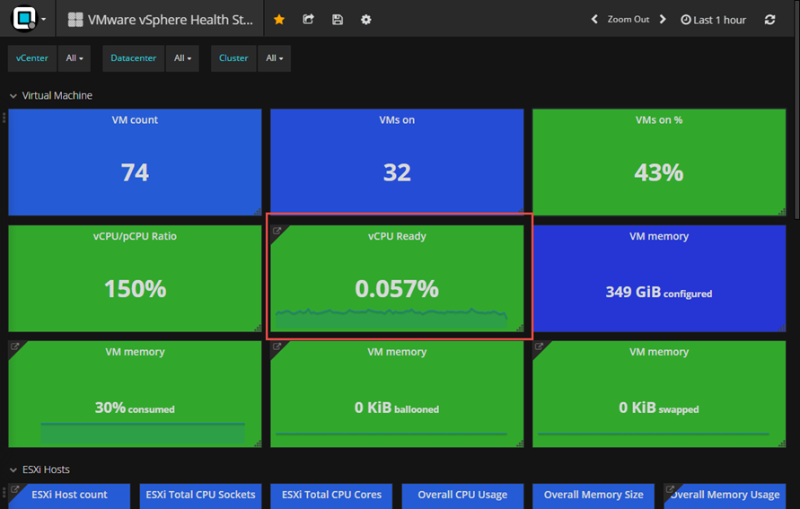 VMware vSphere Health St...
Zoom Out
Last 1 hour
vCenter All
Datacenter All
Cluster All
Virtual Machine
VM count
74
VMs on
32
VMs on %
43%
vCPU/pCPU Ratio
150%
vCPU Ready
0.057%
VM memory
349 GiB configured
VM memory
30% consumed
VM memory
0 KiB ballooned
VM memory
0 KiB swapped
ESXi Hosts
ESXi Host count
ESXi Total CPU Sockets
ESXi Total CPU Cores
Overall CPU Usage
Overall Memory Size
Overall Memory Usage